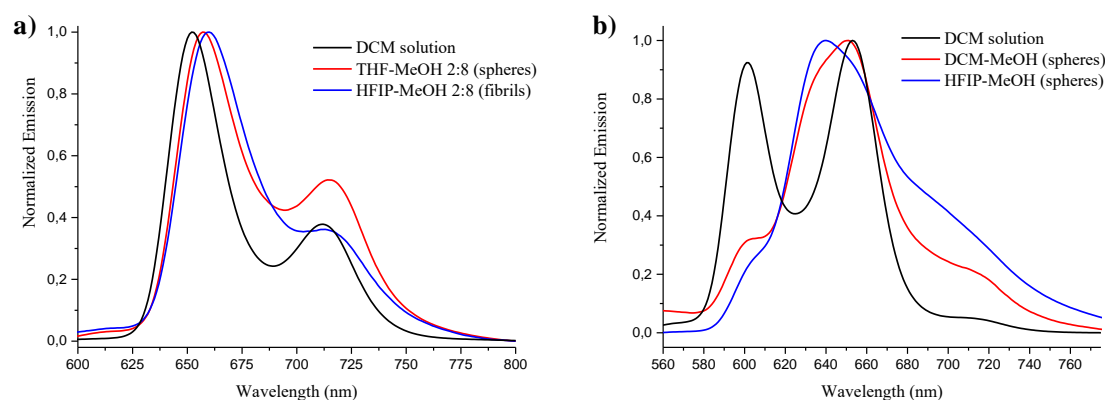 a)
DCM solution
THF-MeOH 2:8 (spheres)
HFIP-MeOH 2:8 (fibrils)
Normalized Emission
1,0
0,8
0,6
0,4
0,2
0,0
600 625 650 675 700 725 750 775 800
Wavelength (nm)
b)
DCM solution
DCM-MeOH (spheres)
HFIP-MeOH (spheres)
Normalized Emission
1,0
0,8
0,6
0,4
0,2
0,0
560 580 600 620 640 660 680 700 720 740 760
Wavelength (nm)